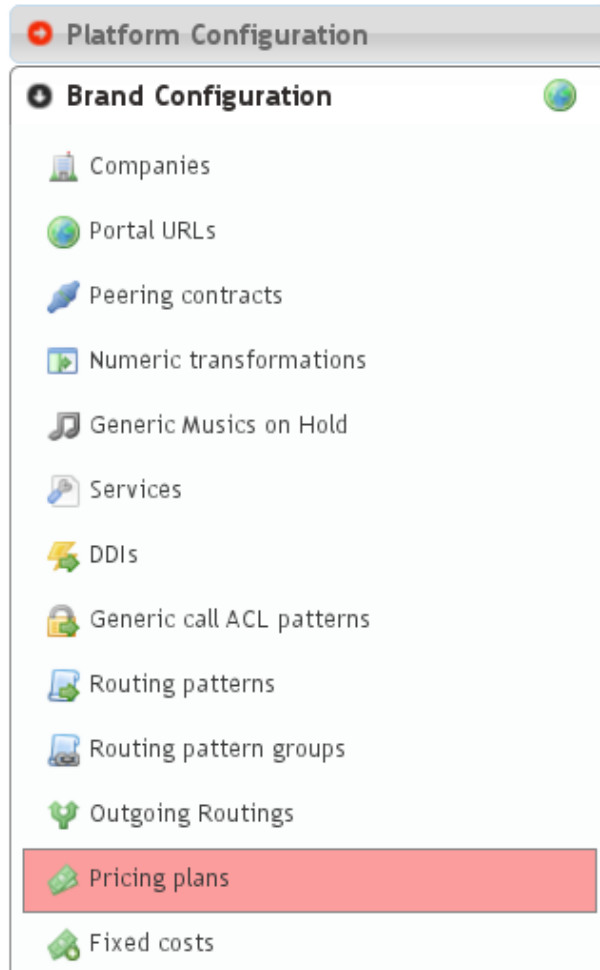 Platform Configuration
Brand Configuration
Companies
Portal URLs
Peering contracts
Numeric transformations
Generic Musics on Hold
Services
DDIs
Generic call ACL patterns
Routing patterns
Routing pattern groups
Outgoing Routings
Pricing plans
Fixed costs